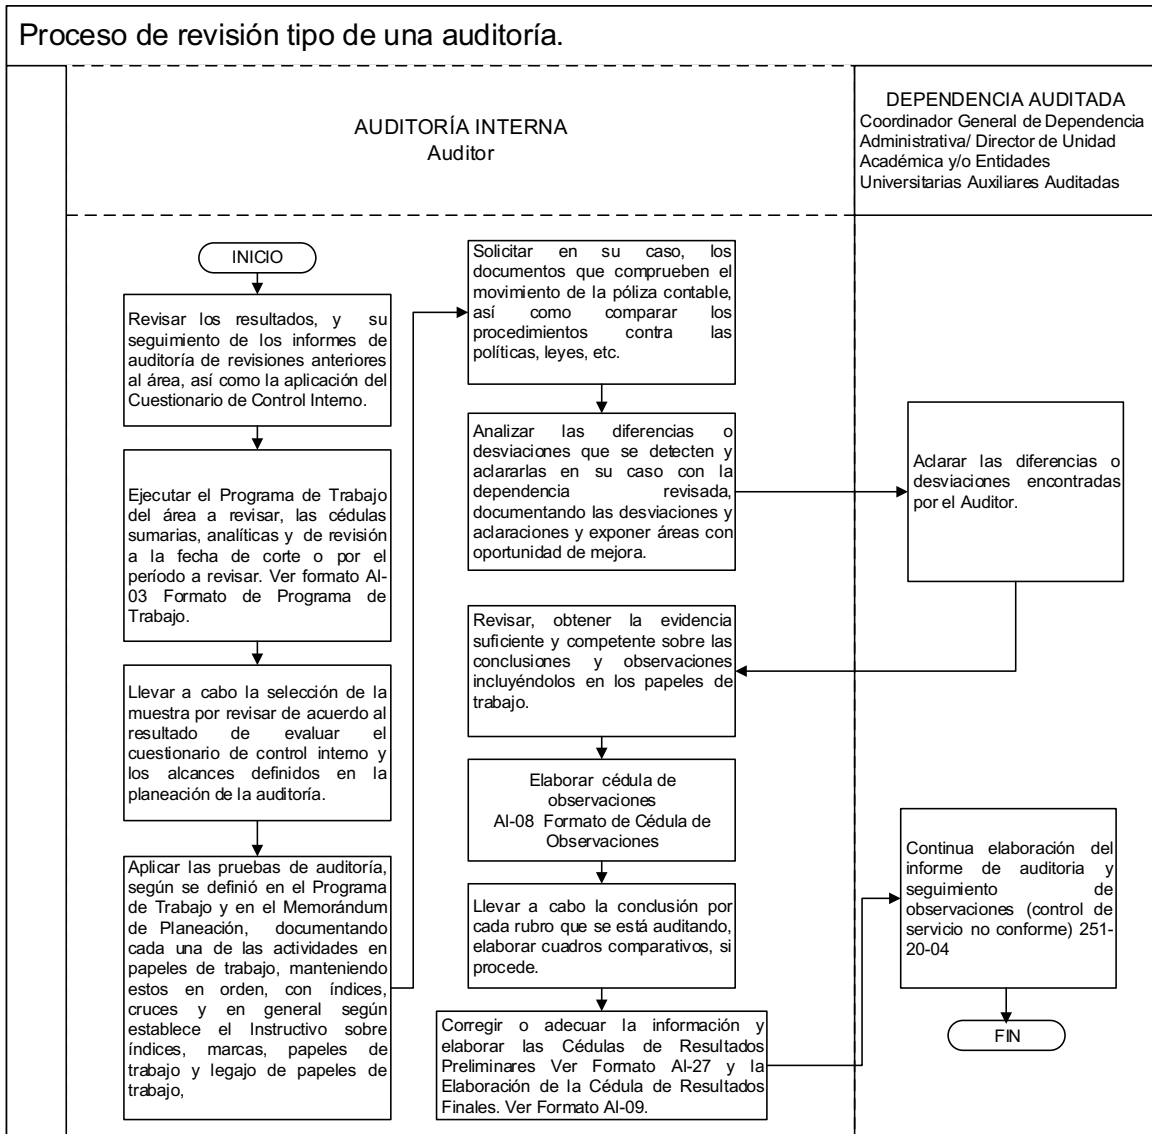 Proceso de revisión tipo de una auditoría.
AUDITORÍA INTERNA
Auditor
DEPENDENCIA AUDITADA
Coordinador General de Dependencia
Administrativa/ Director de Unidad
Académica y/o Entidades
Universitarias Auxiliares Auditadas
INICIO
Revisar los resultados, y su
seguimiento de los informes de
auditoría de revisiones anteriores
al área, así como la aplicación del
Cuestionario de Control Interno.
Ejecutar el Programa de Trabajo
del área a revisar, las cédulas
sumarias, analíticas y de revisión
a la fecha de corte o por el
período a revisar. Ver formato AI-
03 Formato de Programa de
Trabajo.
Llevar a cabo la selección de la
muestra por revisar de acuerdo al
resultado de evaluar el
cuestionario de control interno y
los alcances definidos en la
planeación de la auditoría.
Aplicar las pruebas de auditoría,
según se definió en el Programa
de Trabajo y en el Memorándum
de Planeación, documentando
cada una de las actividades en
papeles de trabajo, manteniendo
estos en orden, con índices,
cruces y en general según
establece el Instructivo sobre
índices, marcas, papeles de
trabajo y legajo de papeles de
trabajo,
Solicitar en su caso, los
documentos que comprueben el
movimiento de la póliza contable,
así como comparar los
procedimientos contra las
políticas, leyes, etc.
Analizar las diferencias o
desviaciones que se detecten y
aclararlas en su caso con la
dependencia revisada,
documentando las desviaciones y
aclaraciones y exponer áreas con
oportunidad de mejora.
Aclarar las diferencias o
desviaciones encontradas
por el Auditor.
Revisar, obtener la evidencia
suficiente y competente sobre las
conclusiones y observaciones
incluyéndolos en los papeles de
trabajo.
Elaborar cédula de
observaciones
AI-08 Formato de Cédula de
Observaciones
Llevar a cabo la conclusión por
cada rubro que se está auditando,
elaborar cuadros comparativos, si
procede.
Corregir o adecuar la información y
elaborar las Cédulas de Resultados
Preliminares Ver Formato AI-27 y la
Elaboración de la Cédula de Resultados
Finales. Ver Formato AI-09.
Continua elaboración del
informe de auditoria y
seguimiento de
observaciones (control de
servicio no conforme) 251-
20-04
FIN